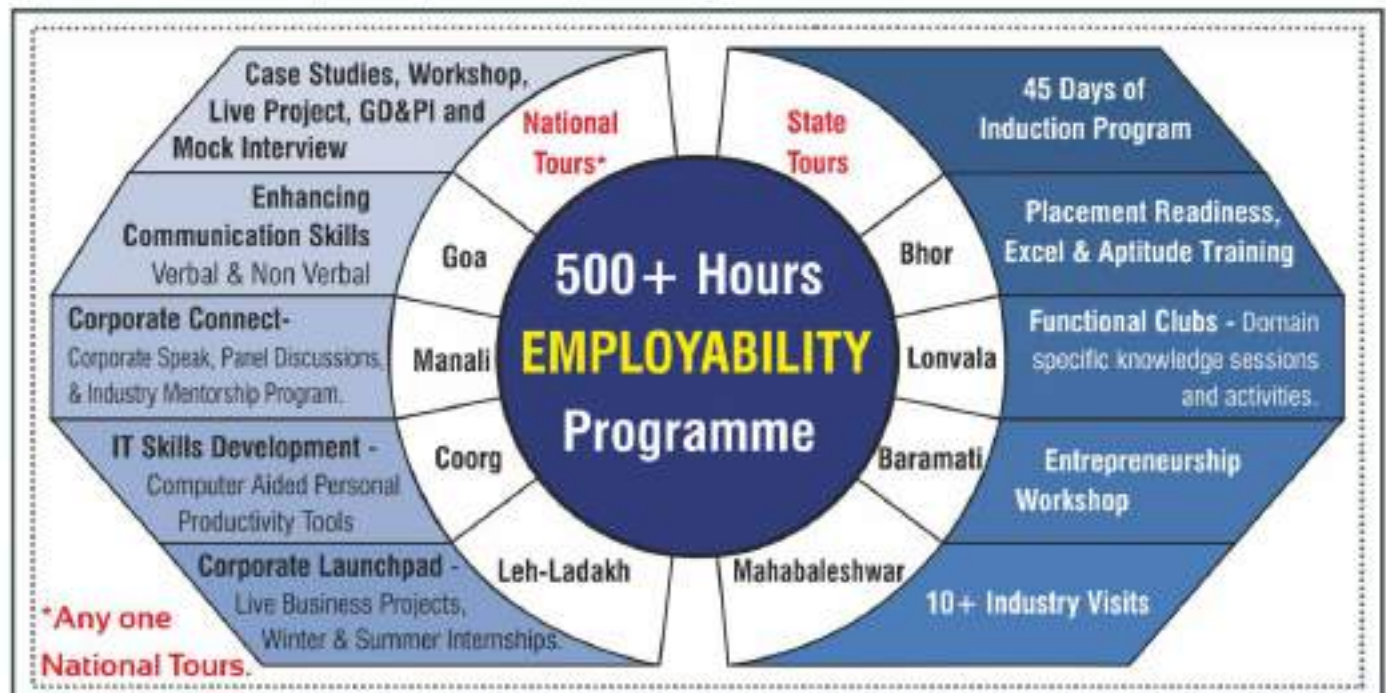 Case Studies, Workshop,
Live Project, GD&PI and
Mock Interview
Enhancing
Communication Skills
Verbal & Non Verbal
Corporate Connect-
Corporate Speak, Panel Discussions,
& Industry Mentorship Program.
IT Skills Development -
Computer Aided Personal
Productivity Tools
Corporate Launchpad -
Live Business Projects,
Winter & Summer Internships.
*Any one
National Tours.
National
Tours*
Goa
Manali
Coorg
Leh-Ladakh
500+ Hours
EMPLOYABILITY
Programme
State
Tours
Bhor
Lonvala
Baramati
Mahabaleshwar
45 Days of
Induction Program
Placement Readiness,
Excel & Aptitude Training
Functional Clubs - Domain
specific knowledge sessions
and activities.
Entrepreneurship
Workshop
10+ Industry Visits